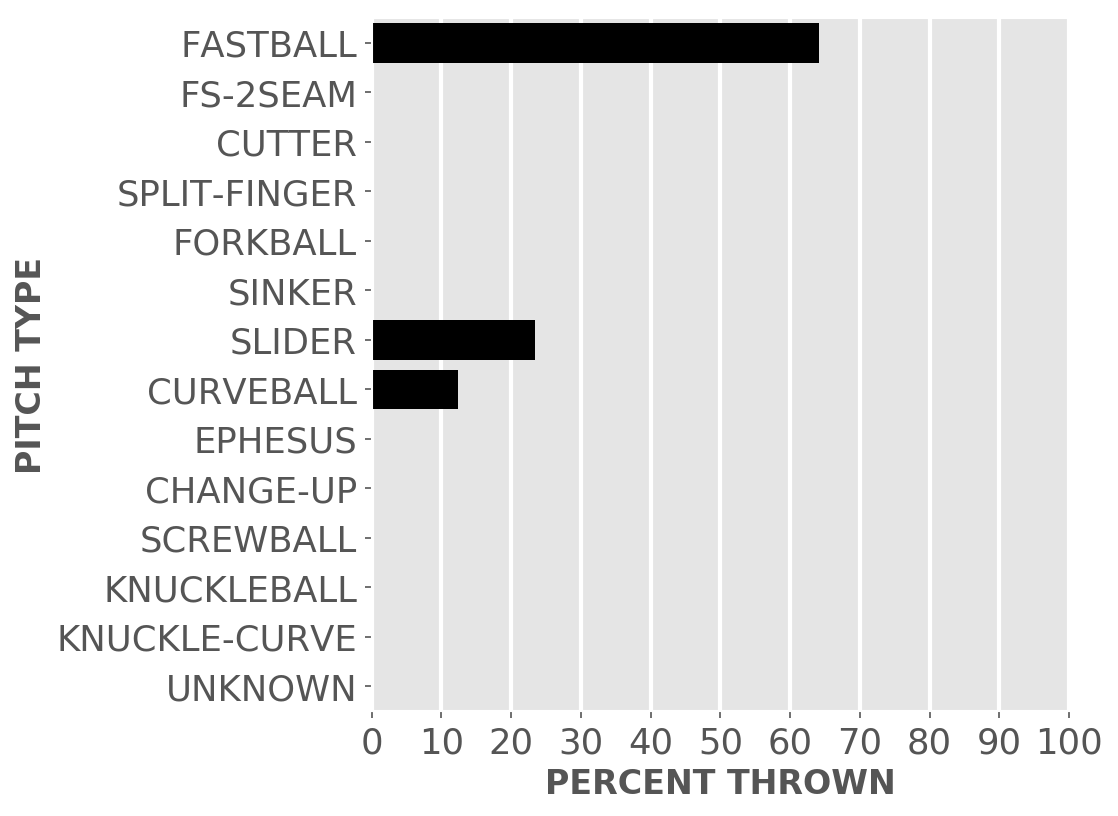 FASTBALL
FS-2SEAM
CUTTER
SPLIT-FINGER
FORKBALL
SINKER
SLIDER
CURVEBALL
EPHESUS
CHANGE-UP
SCREWBALL
KNUCKLEBALL
KNUCKLE-CURVE
UNKNOWN
PITCH TYPE
0 10 20 30 40 50 60 70 80 90 100
PERCENT THROWN